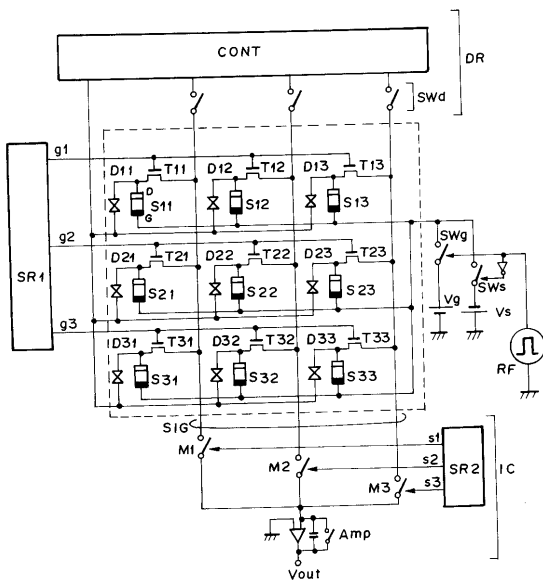 CONT
DR
SWd
g1
D11 T11 D12 T12 D13 T13
D
S11 S12 S13
G
g2
SR1
D21 T21 D22 T22 D23 T23
S21 S22 S23
SWg
SWs
Vg
Vs
g3
RF
D31 T31 D32 T32 D33 T33
S31 S32 S33
SIG
M1 s1
M2 s2
SR2
IC
M3 s3
Amp
Vout